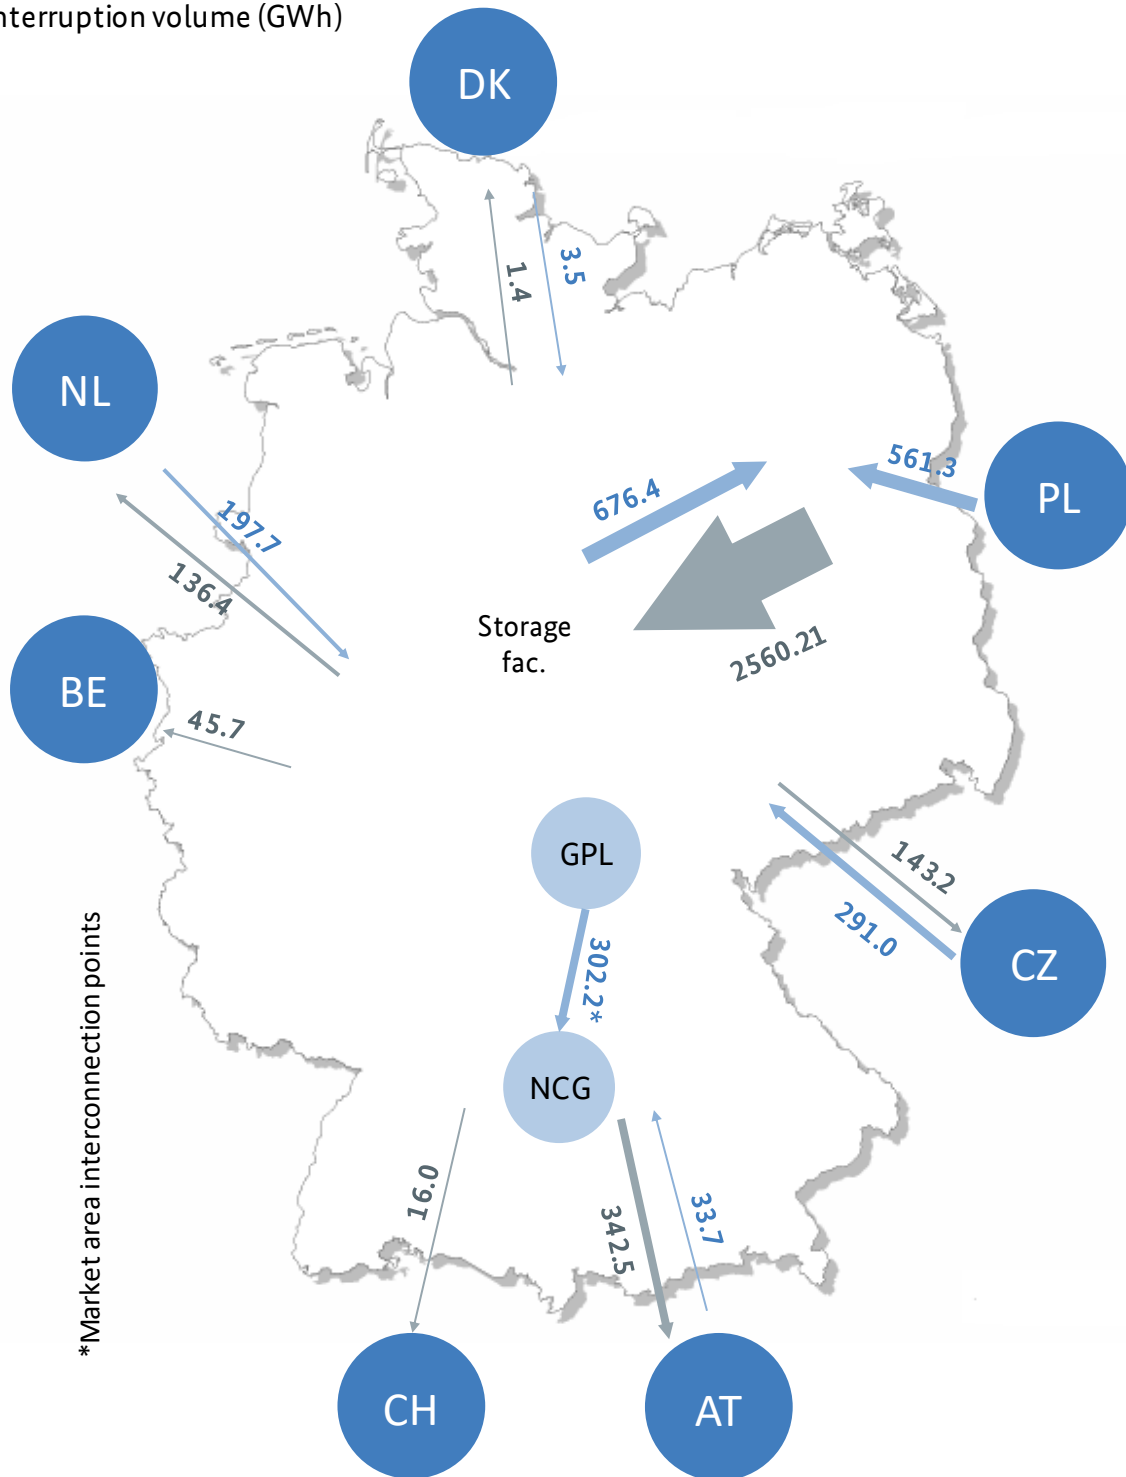 nterruption volume (GWh)
DK
1.4
3.5
NL
197.7
136.4
676.4
561.3
PL
Storage
fac.
2560.21
BE
45.7
GPL
143.2
291.0
302.2*
CZ
NCG
*Market area interconnection points
16.0
342.5
33.7
CH
AT